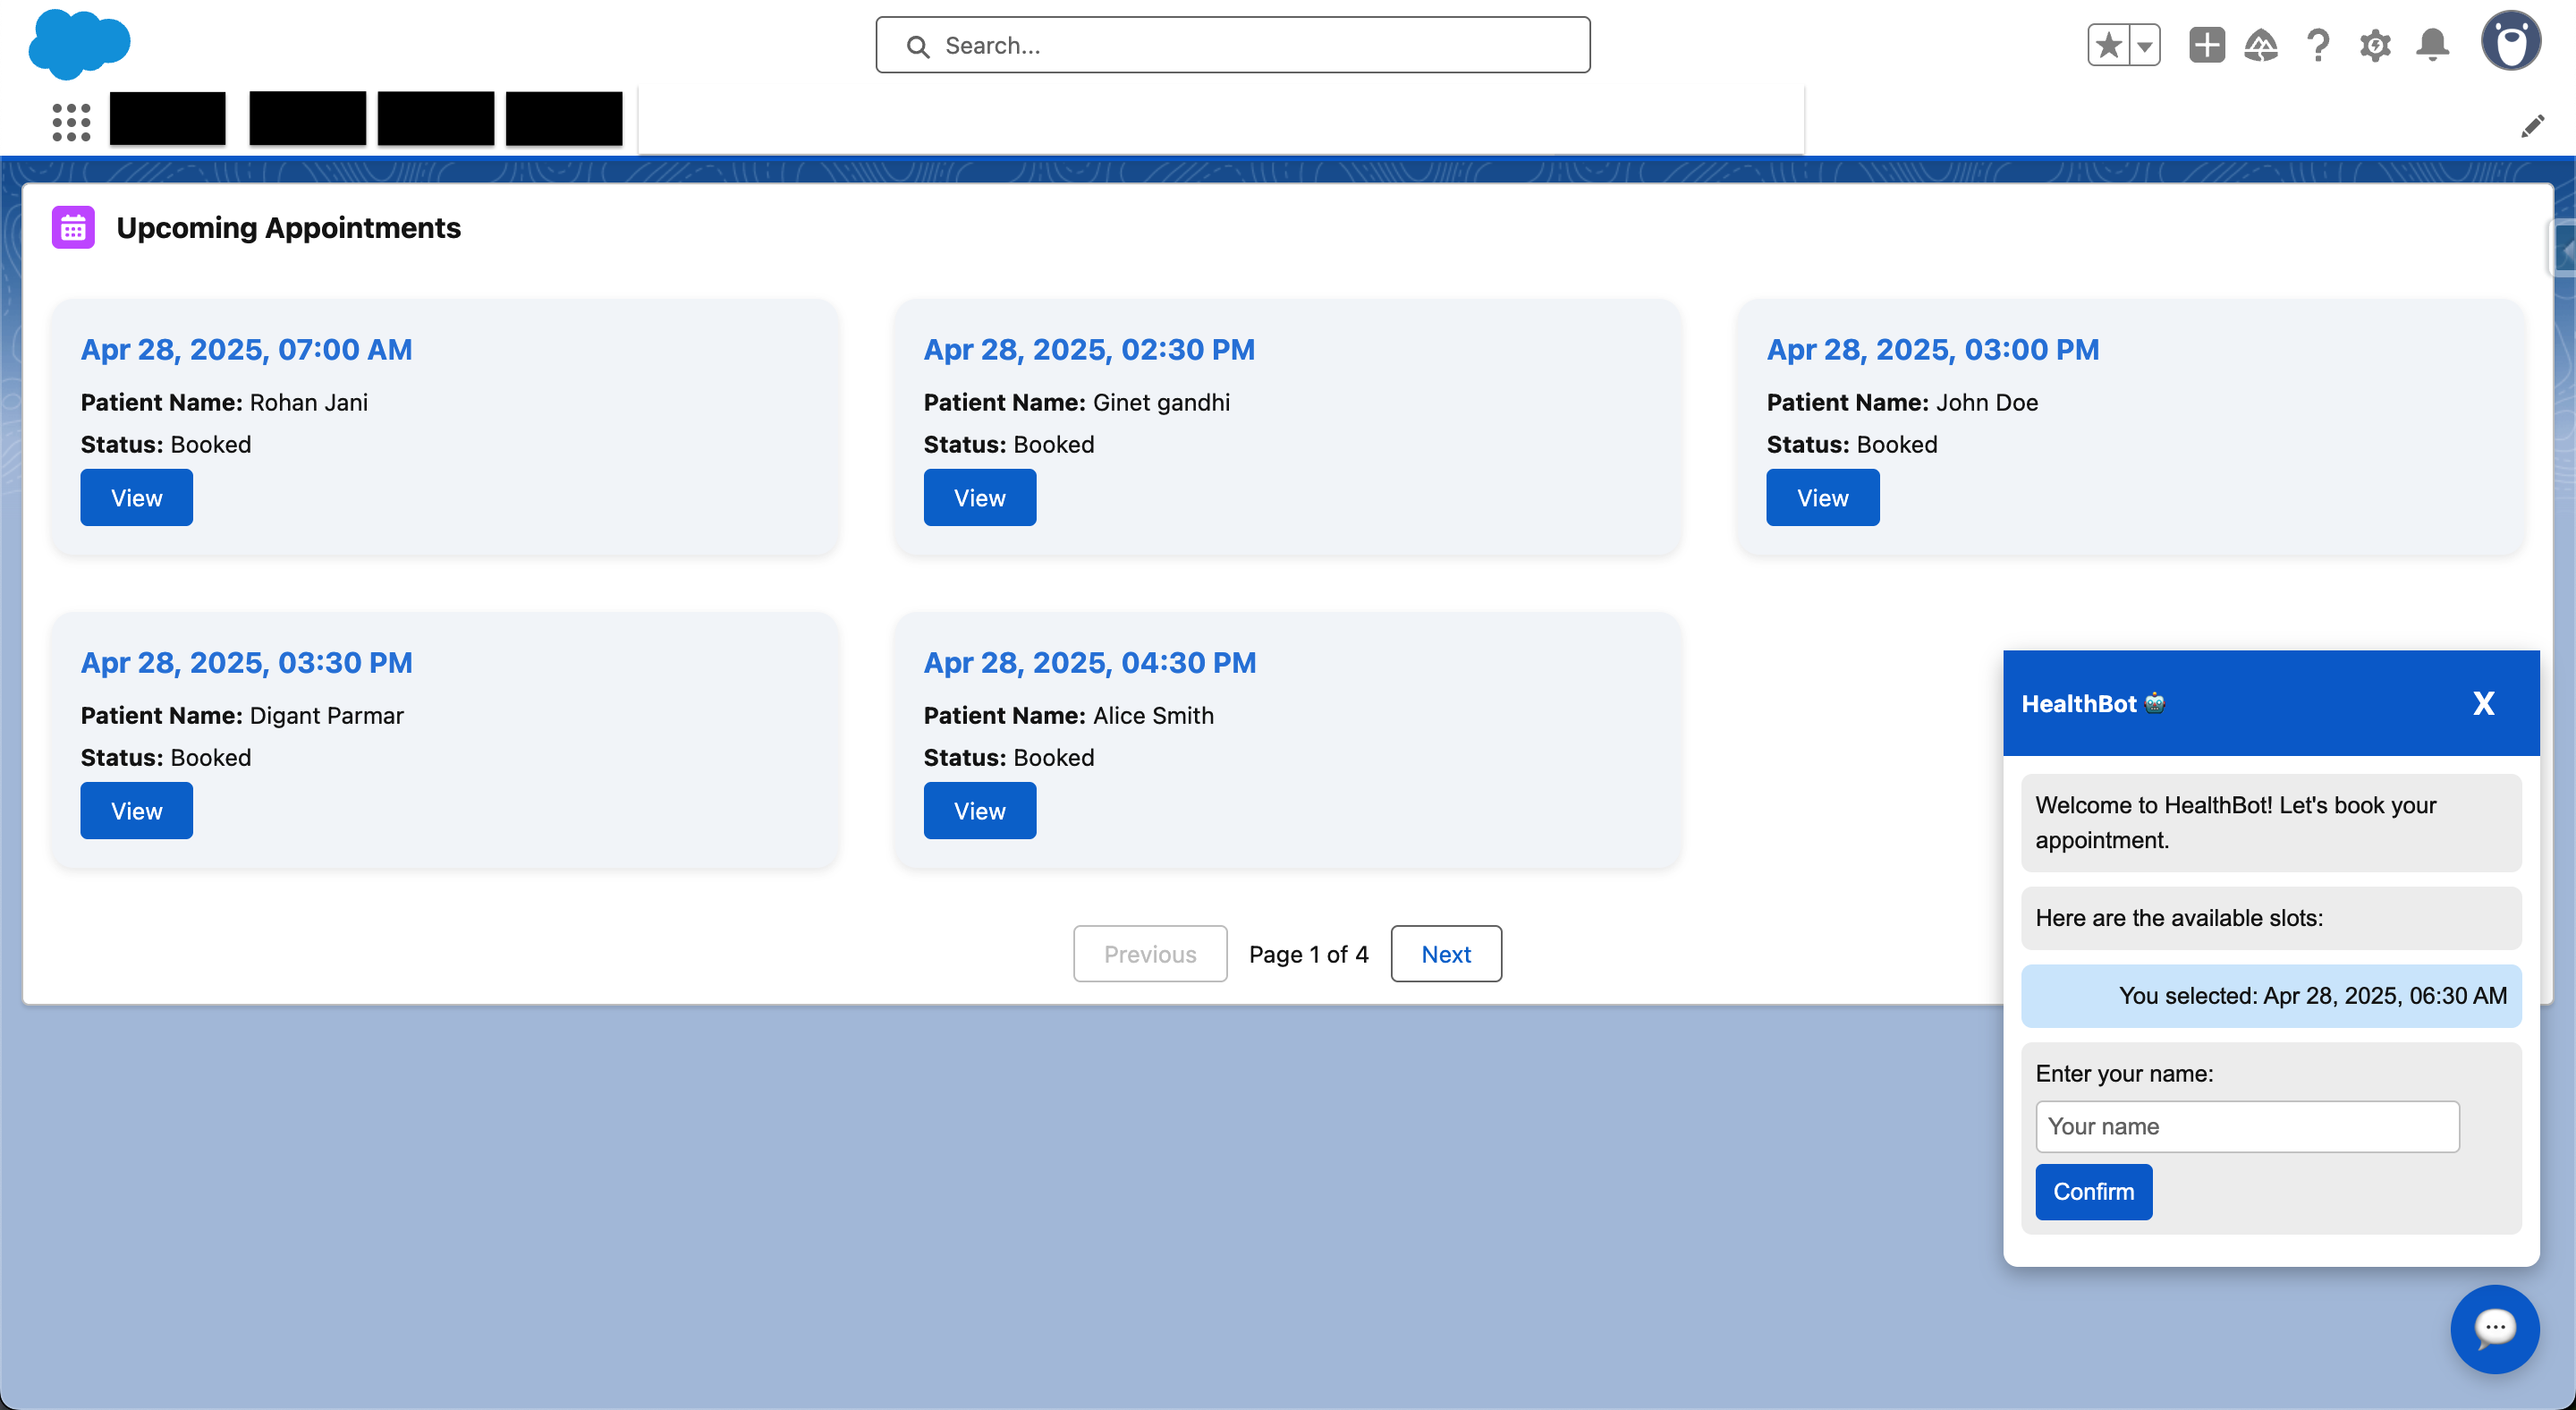 Search...
Upcoming Appointments
Apr 28, 2025, 07:00 AM
Patient Name: Rohan Jani
Status: Booked
View
Apr 28, 2025, 02:30 PM
Patient Name: Ginet gandhi
Status: Booked
View
Apr 28, 2025, 03:00 PM
Patient Name: John Doe
Status: Booked
View
Apr 28, 2025, 03:30 PM
Patient Name: Digant Parmar
Status: Booked
View
Apr 28, 2025, 04:30 PM
Patient Name: Alice Smith
Status: Booked
View
Previous
Page 1 of 4
Next
HealthBot 🤖
X
Welcome to HealthBot! Let's book your
appointment.
Here are the available slots:
You selected: Apr 28, 2025, 06:30 AM
Enter your name:
Your name
Confirm